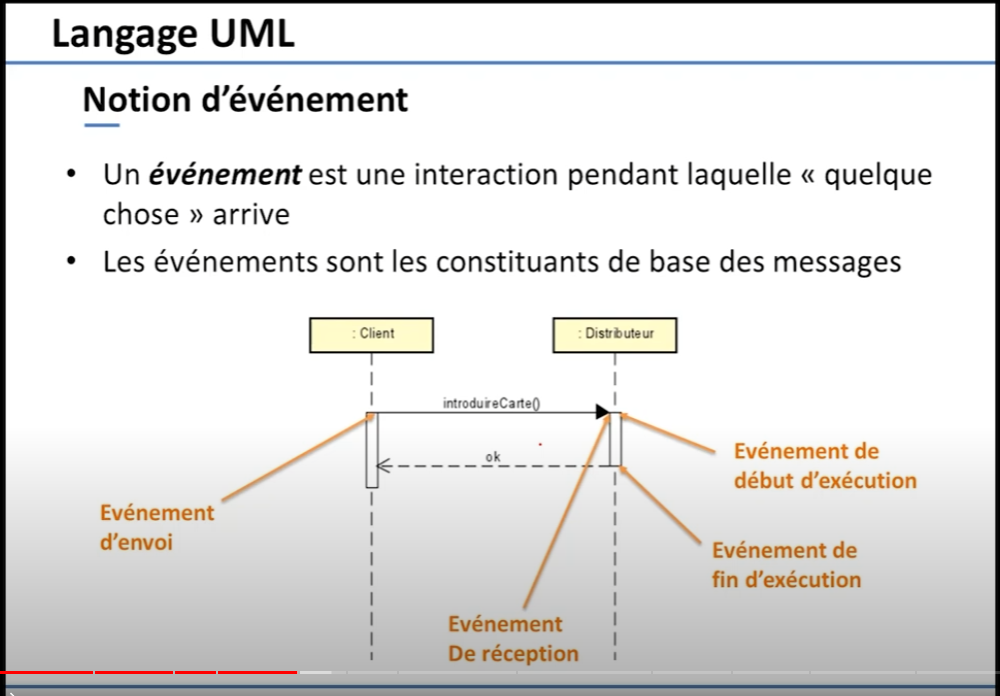 Langage UML
Notion d'événement
• Un événement est une interaction pendant laquelle « quelque
chose » arrive
• Les événements sont les constituants de base des messages
: Client
: Distributeur
introduireCarte()
ok
Evénement de
début d'exécution
Evénement
d'envoi
Evénement de
fin d'exécution
Evénement
De réception